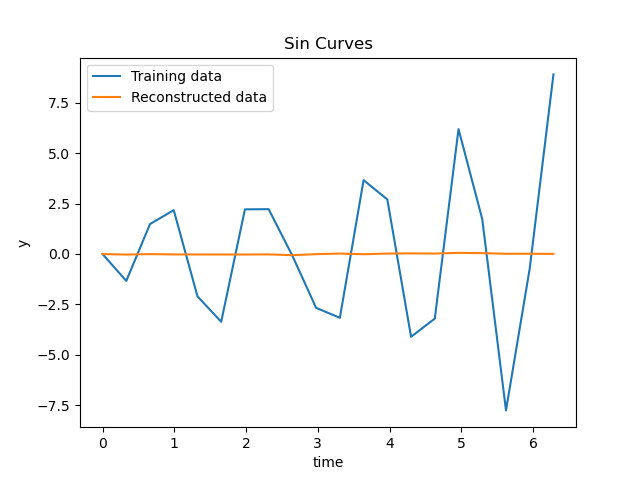 Sin Curves
Training data
Reconstructed data
7.5
5.0
2.5
0.0
−2.5
−5.0
−7.5
y
0 1 2 3 4 5 6
time